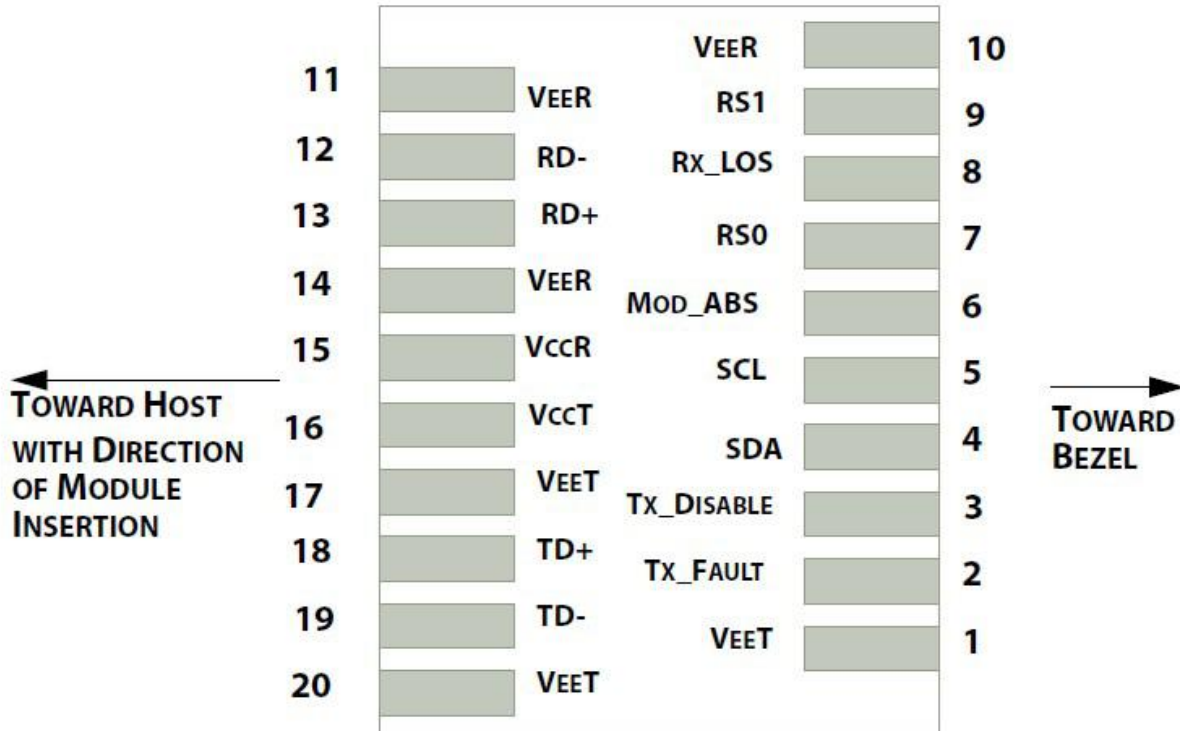 VEER 10
11 VEER
RS1 9
12 RD-
RX_LOS 8
13 RD+
RS0 7
14 VEER
MOD_ABS 6
15 VCCR
SCL 5
16 VCCT
SDA 4
17 VEET
TX_DISABLE 3
18 TD+
TX_FAULT 2
19 TD-
VEET 1
20 VEET
TOWARD HOST
WITH DIRECTION
OF MODULE
INSERTION
TOWARD
BEZEL